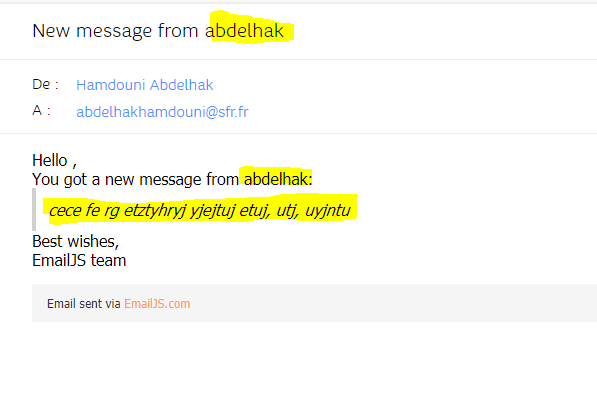 New message from abdelhak
De : Hamdouni Abdelhak
A : abdelhakhamdouni@sfr.fr
Hello ,
You got a new message from abdelhak:
cece fe rg etztyhryj yjejtuj etuj, utj, uyjntu
Best wishes,
EmailJS team
Email sent via EmailJS.com